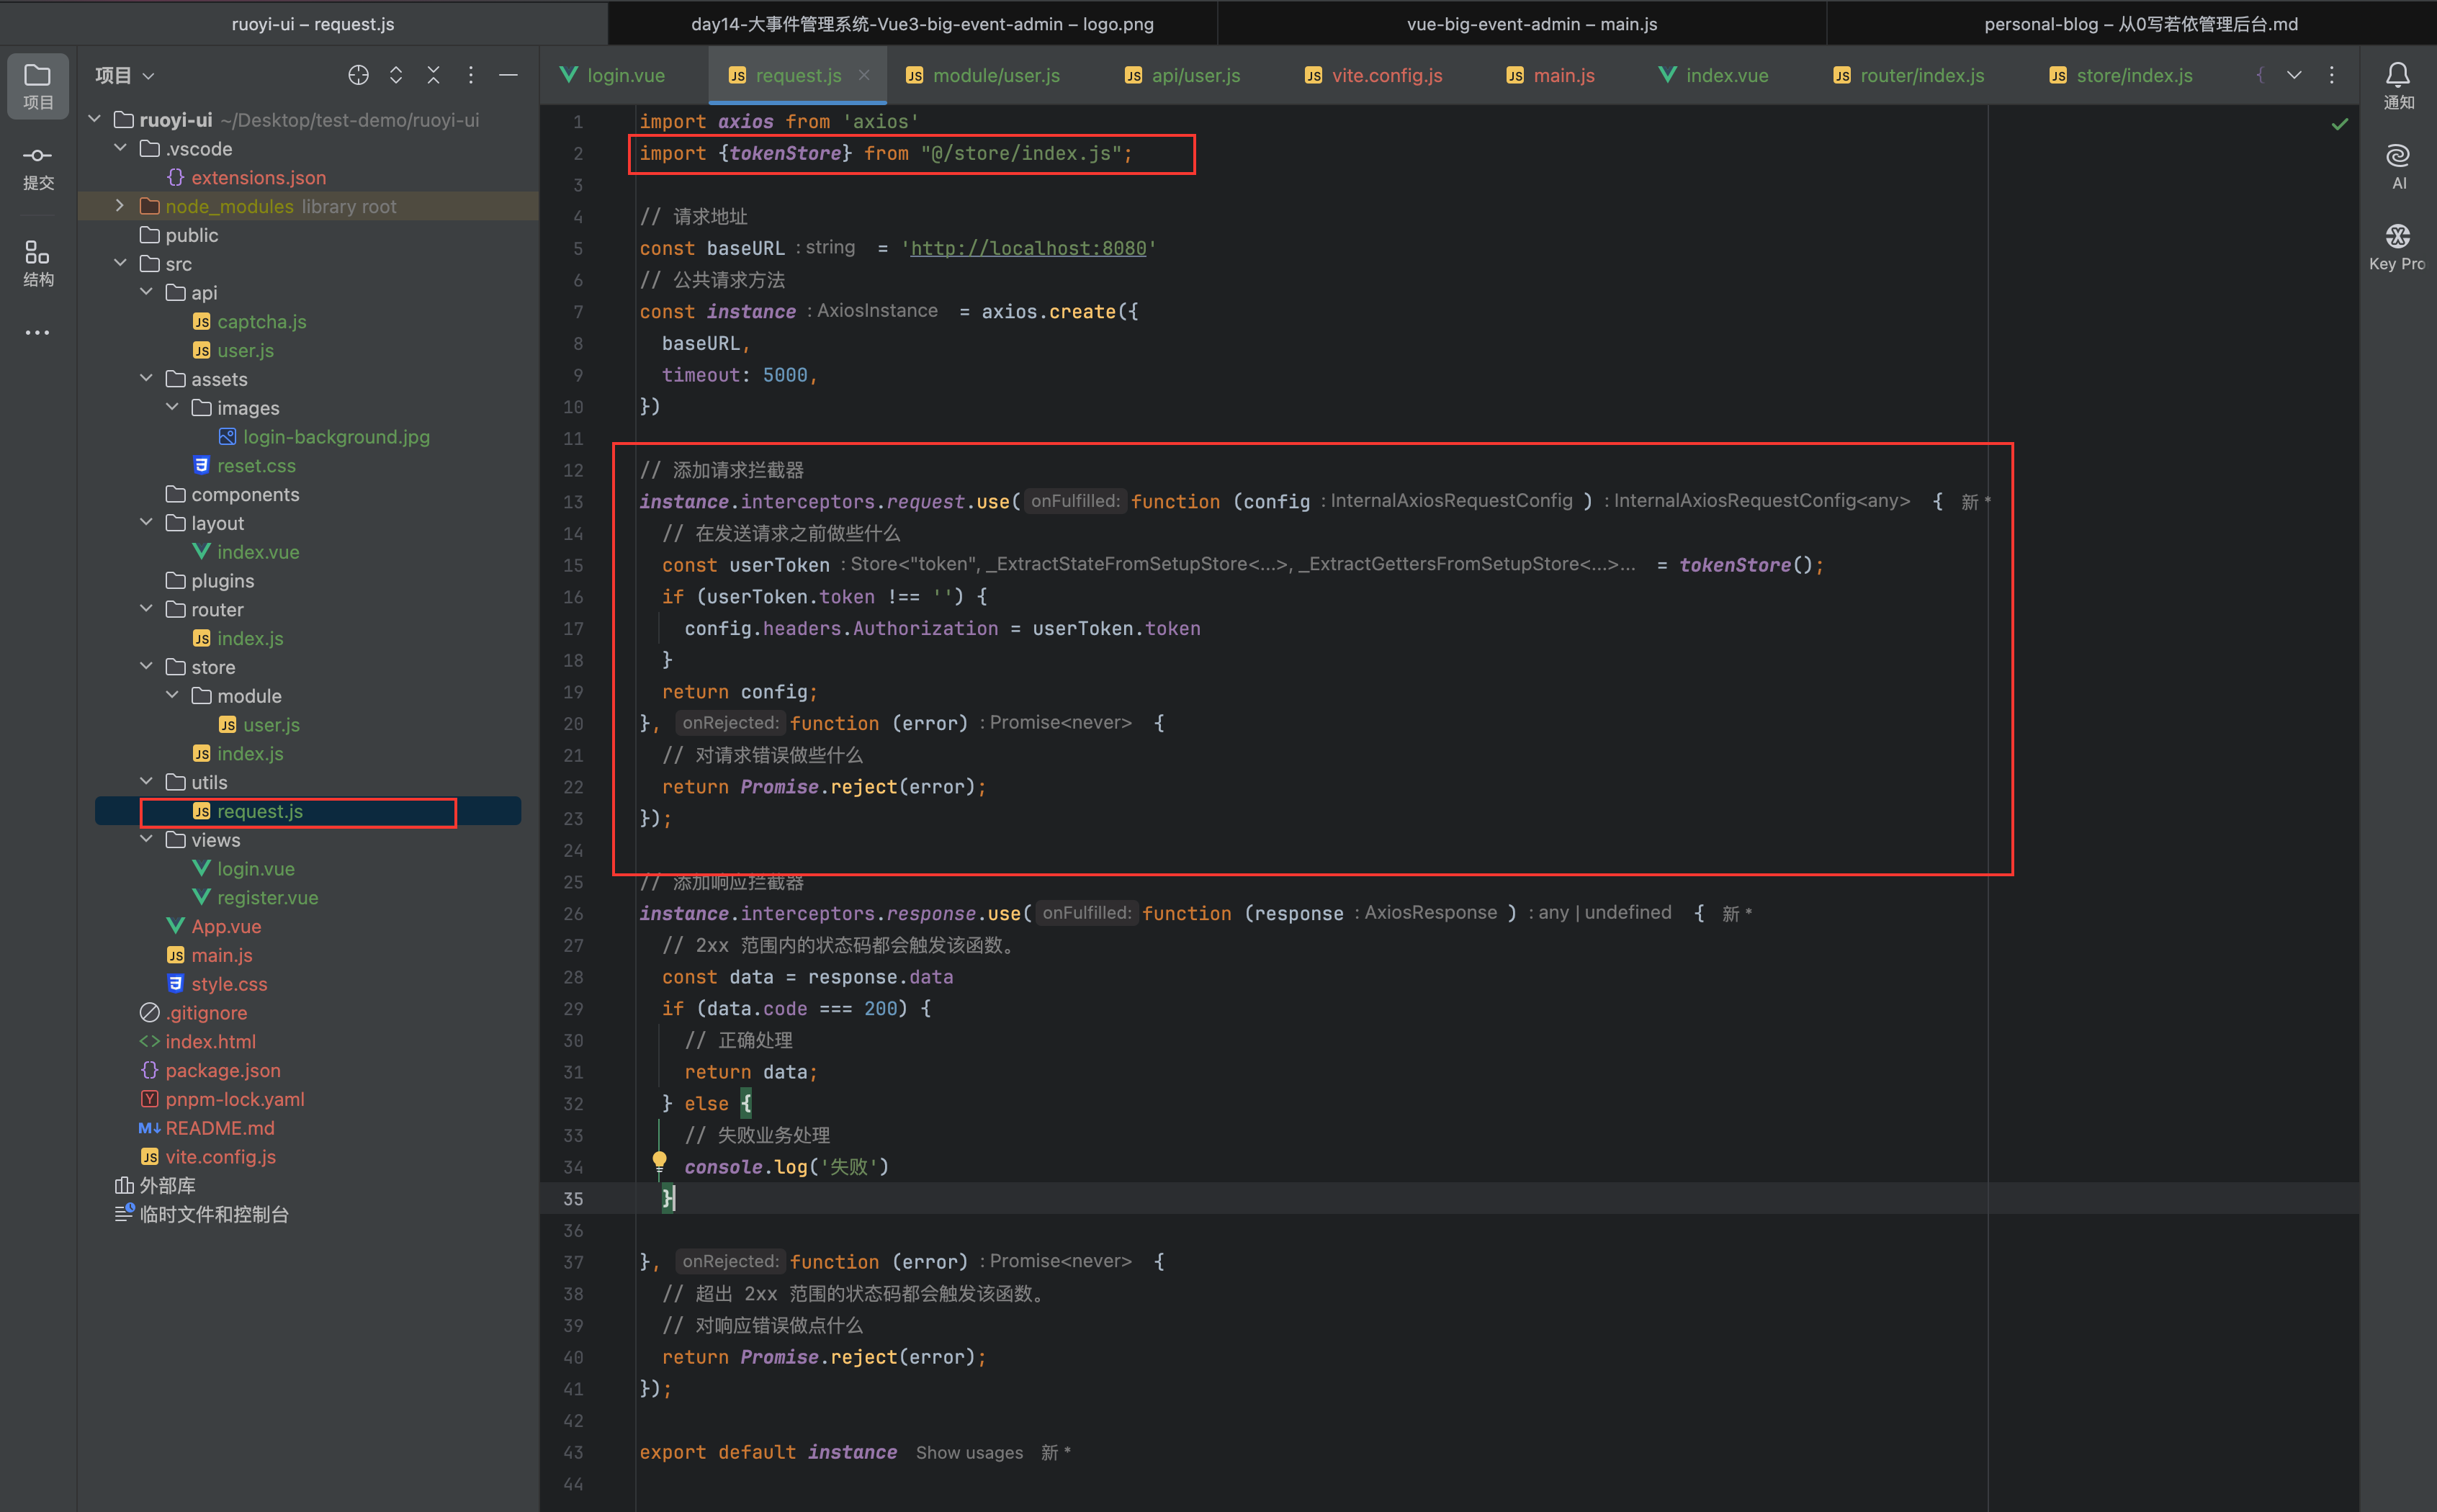 ruoyi-ui – request.js
day14-大事件管理系统-Vue3-big-event-admin – logo.png
vue-big-event-admin – main.js
personal-blog – 从0写若依管理后台.md
项目
提交
结构
项目
ruoyi-ui ~/Desktop/test-demo/ruoyi-ui
.vscode
extensions.json
node_modules library root
public
src
api
captcha.js
user.js
assets
images
login-background.jpg
reset.css
components
layout
index.vue
plugins
router
index.js
store
module
user.js
index.js
utils
request.js
views
login.vue
register.vue
App.vue
main.js
style.css
.gitignore
index.html
package.json
pnpm-lock.yaml
README.md
vite.config.js
外部库
临时文件和控制台
login.vue
request.js
module/user.js
api/user.js
vite.config.js
main.js
index.vue
router/index.js
store/index.js
1 import axios from 'axios'
2 import {tokenStore} from "@/store/index.js";
3
4 // 请求地址
5 const baseURL : string = 'http://localhost:8080'
6 // 公共请求方法
7 const instance : AxiosInstance = axios.create({
8 baseURL,
9 timeout: 5000,
10 })
11
12 // 添加请求拦截器
13 instance.interceptors.request.use( onFulfilled: function (config : InternalAxiosRequestConfig ) : InternalAxiosRequestConfig<any> { 新 *
14 // 在发送请求之前做些什么
15 const userToken : Store<"token", _ExtractStateFromSetupStore<...>, _ExtractGettersFromSetupStore<...>... = tokenStore();
16 if (userToken.token !== '') {
17 config.headers.Authorization = userToken.token
18 }
19 return config;
20 }, onRejected: function (error) : Promise<never> {
21 // 对请求错误做些什么
22 return Promise.reject(error);
23 });
24
25 // 添加响应拦截器
26 instance.interceptors.response.use( onFulfilled: function (response : AxiosResponse ) : any | undefined { 新 *
27 // 2xx 范围内的状态码都会触发该函数。
28 const data = response.data
29 if (data.code === 200) {
30 // 正确处理
31 return data;
32 } else {
33 // 失败业务处理
34 console.log('失败')
35 }
36
37 }, onRejected: function (error) : Promise<never> {
38 // 超出 2xx 范围的状态码都会触发该函数。
39 // 对响应错误做点什么
40 return Promise.reject(error);
41 });
42
43 export default instance Show usages 新 *
44
通知
AI
Key Pro